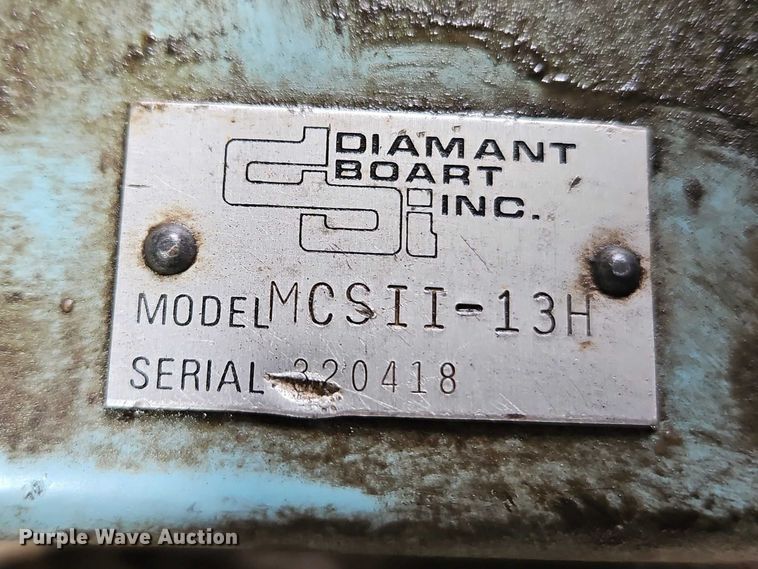 DIAMANT
BOART
INC.
MODEL MCSII-13H
SERIAL 320418
Purple Wave Auction